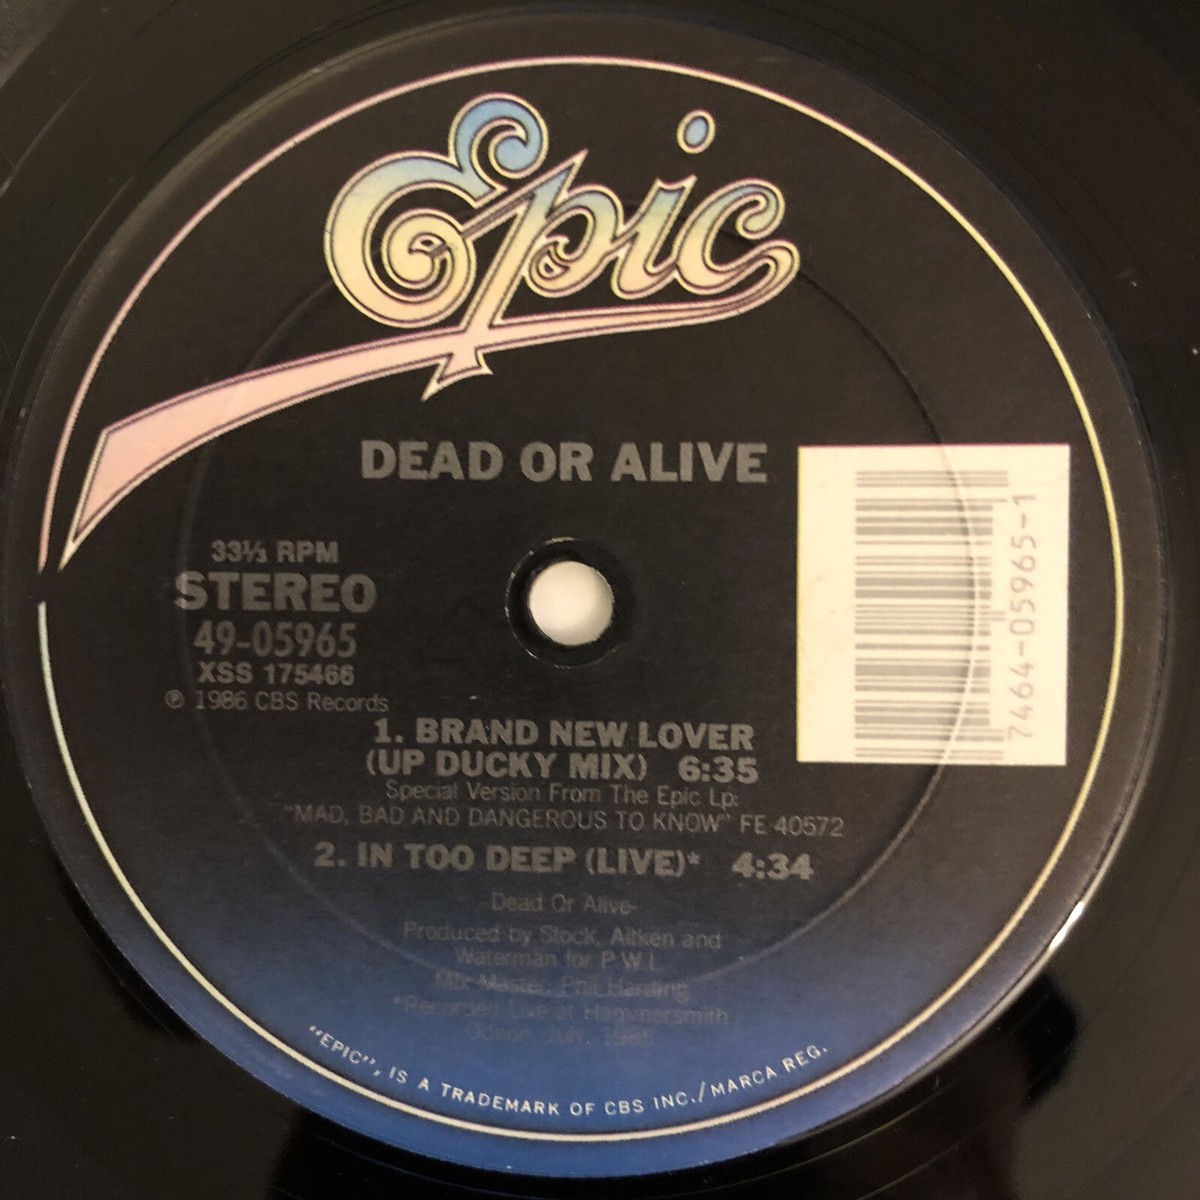 Epic
DEAD OR ALIVE
33⅓ RPM
STEREO
49-05965
XSS 175466
℗ 1986 CBS Records
7464-05965-1
1. BRAND NEW LOVER
(UP DUCKY MIX) 6:35
Special Version From The Epic Lp:
"MAD, BAD AND DANGEROUS TO KNOW" FE 40572
2. IN TOO DEEP (LIVE)* 4:34
-Dead Or Alive-
Produced by Stock, Aitken and
Waterman for P.W.L.
Mix Master: Phil Harding
*Recorded Live at Hammersmith
Odeon
"EPIC", IS A TRADEMARK OF CBS INC./MARCA REG.